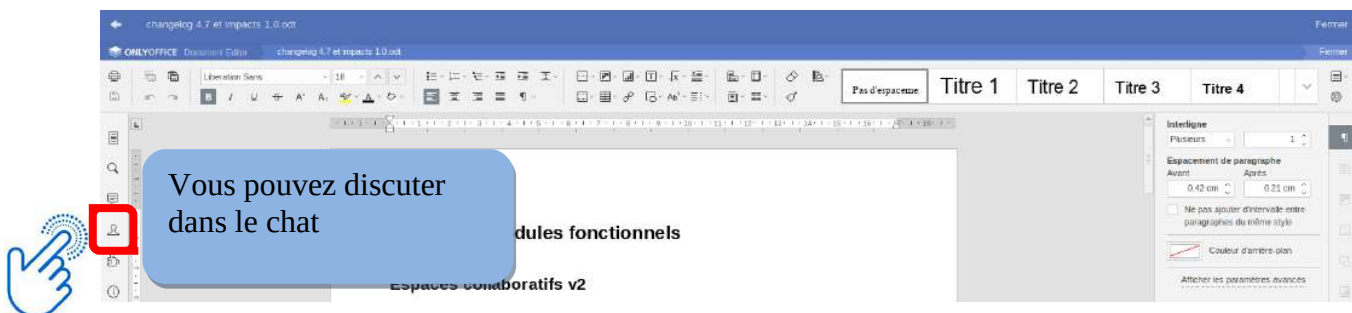 changelog 4.7 et impacts 1.0.odt
Fermer
ONLYOFFICE Document Editor changelog 4.7 et impacts 1.0.odt
Fermer
Liberation Sans 18
Pas d'espaceme
Titre 1
Titre 2
Titre 3
Titre 4
Interligne
Plusieurs 1
Espacement de paragraphe
Avant Après
0.42 cm 0.21 cm
Ne pas ajouter d'intervalle entre
paragraphes du même style
Couleur d'arrière-plan
Afficher les paramètres avancés
Vous pouvez discuter
dans le chat
dules fonctionnels
Espaces collaboratifs v2